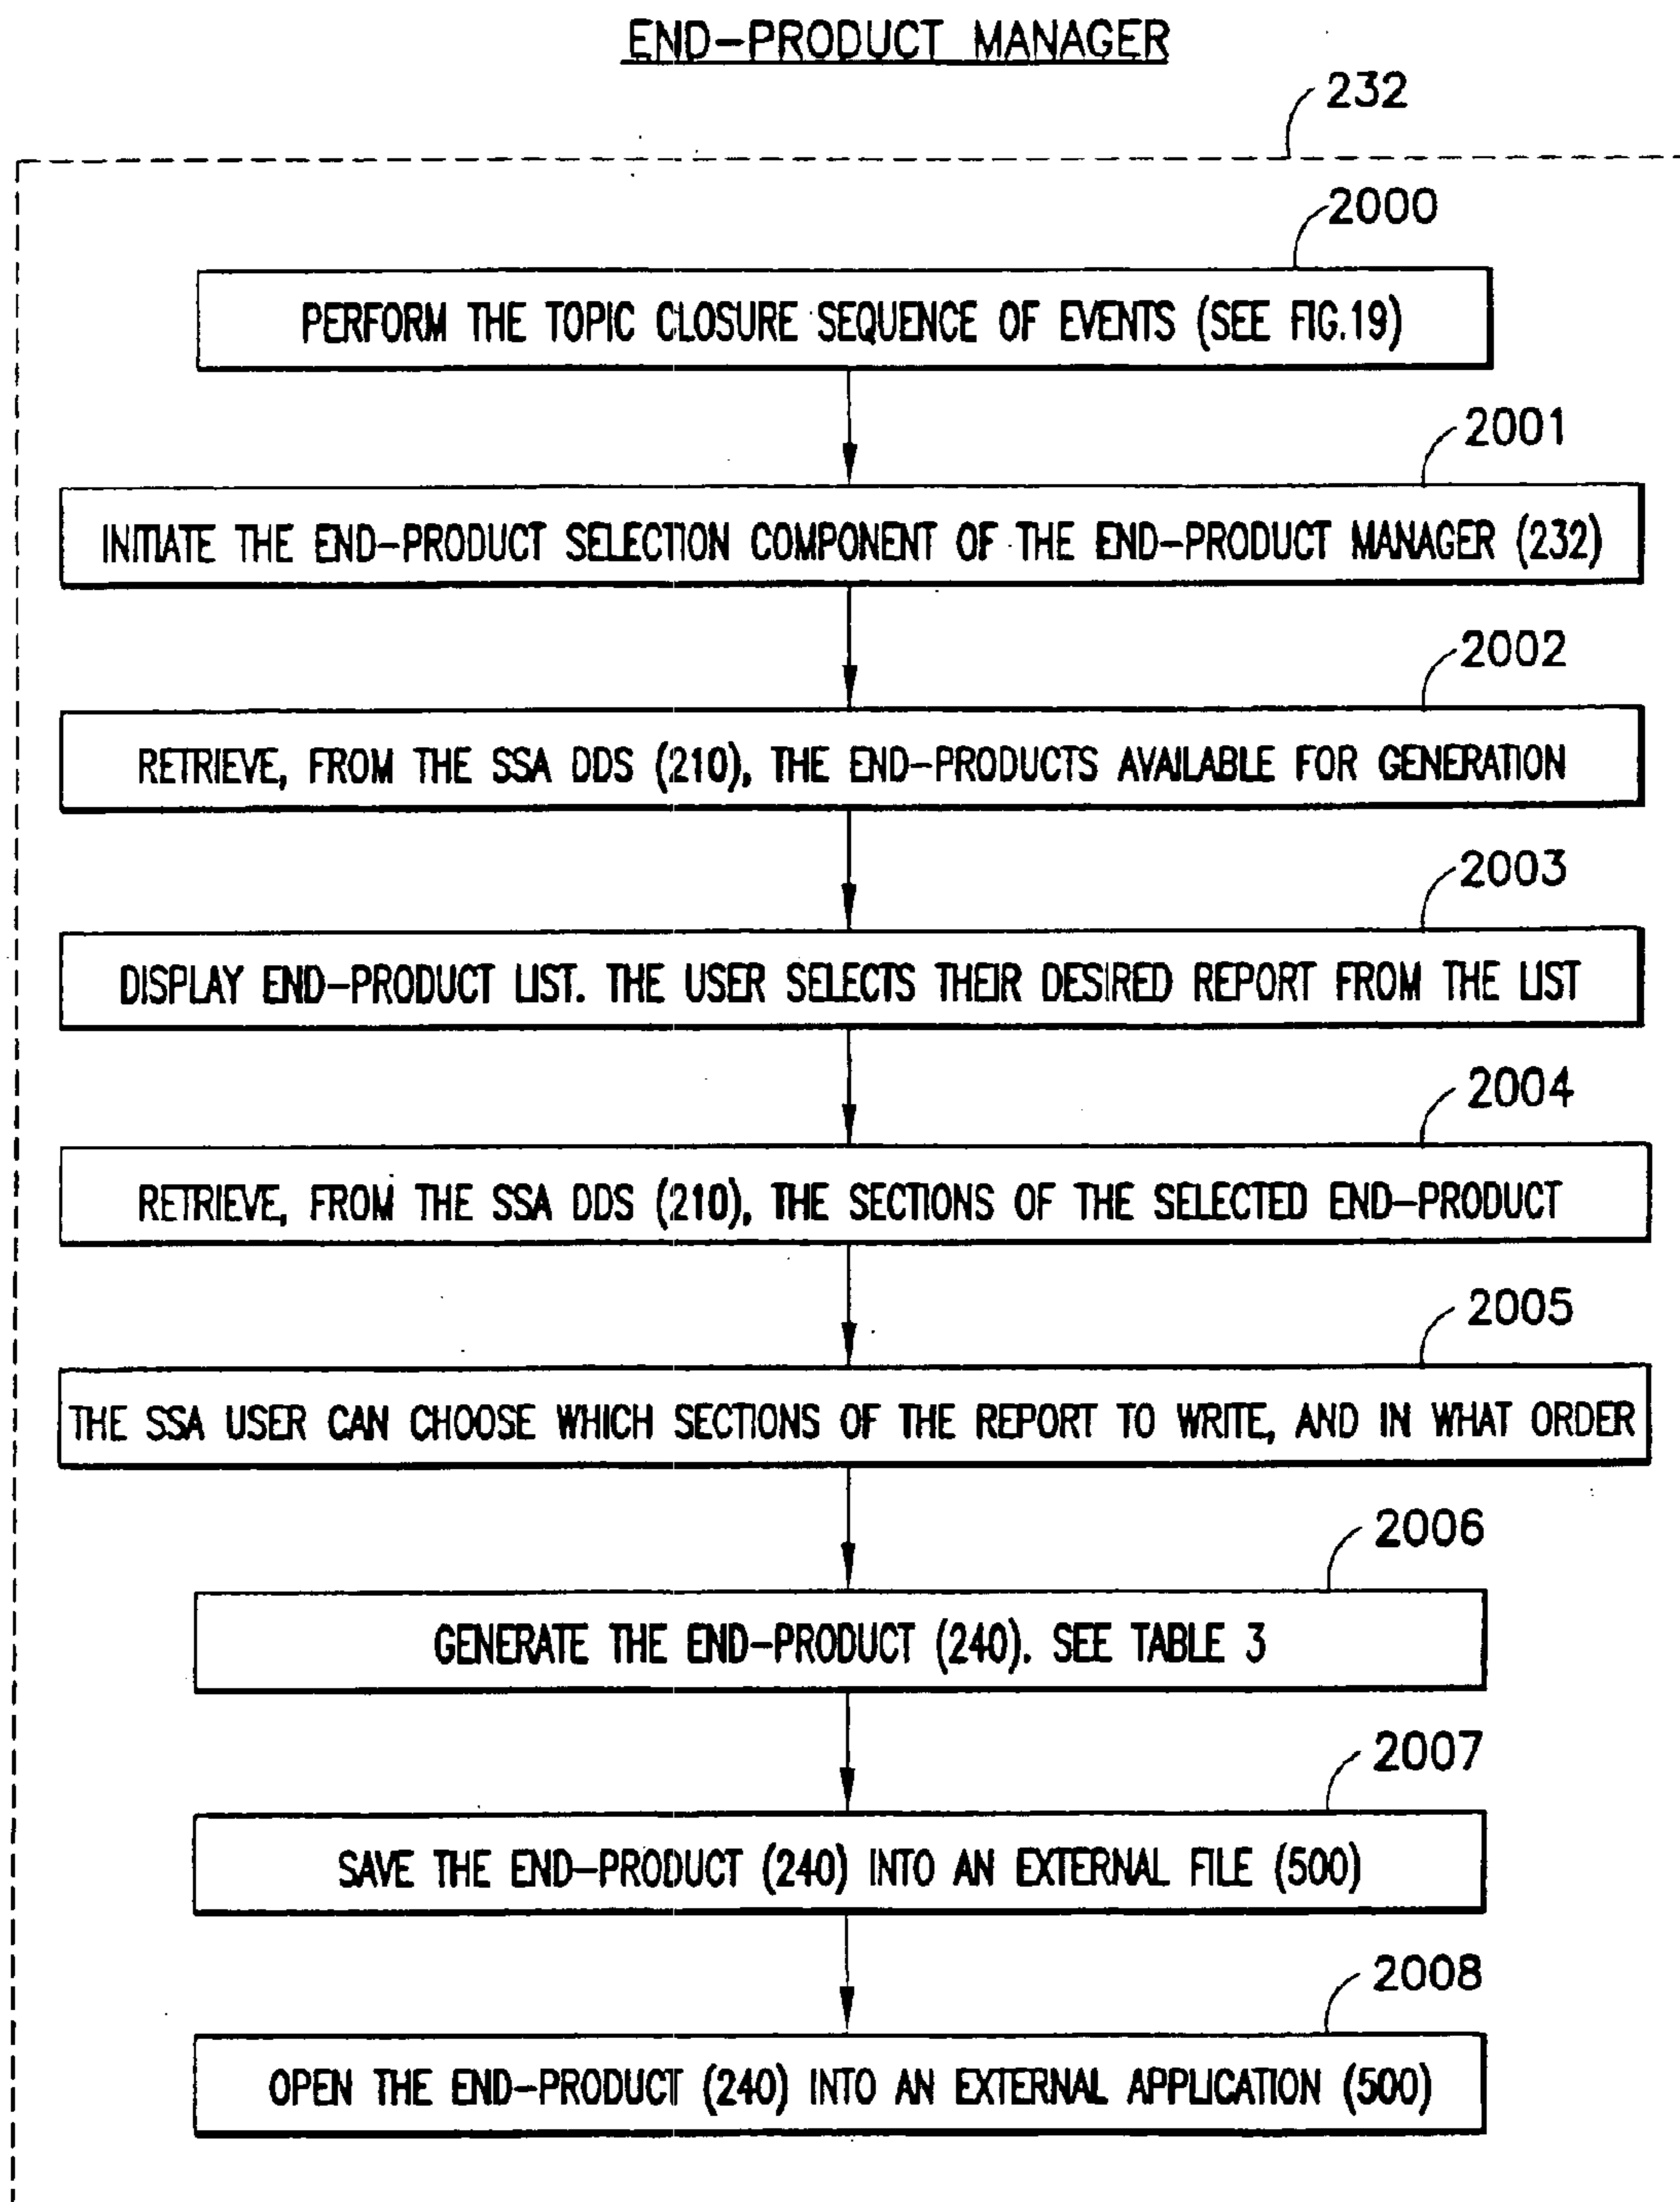 END-PRODUCT MANAGER
232
2000
PERFORM THE TOPIC CLOSURE SEQUENCE OF EVENTS (SEE FIG.19)
2001
INITIATE THE END-PRODUCT SELECTION COMPONENT OF THE END-PRODUCT MANAGER (232)
2002
RETRIEVE, FROM THE SSA DDS (210), THE END-PRODUCTS AVAILABLE FOR GENERATION
2003
DISPLAY END-PRODUCT LIST. THE USER SELECTS THEIR DESIRED REPORT FROM THE LIST
2004
RETRIEVE, FROM THE SSA DDS (210), THE SECTIONS OF THE SELECTED END-PRODUCT
2005
THE SSA USER CAN CHOOSE WHICH SECTIONS OF THE REPORT TO WRITE, AND IN WHAT ORDER
2006
GENERATE THE END-PRODUCT (240). SEE TABLE 3
2007
SAVE THE END-PRODUCT (240) INTO AN EXTERNAL FILE (500)
2008
OPEN THE END-PRODUCT (240) INTO AN EXTERNAL APPLICATION (500)